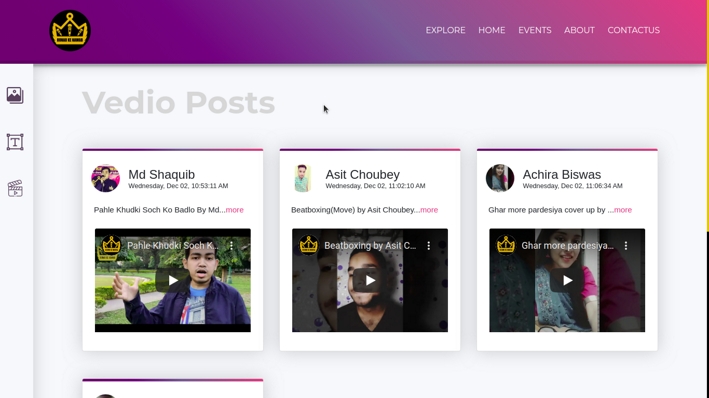 EXPLORE HOME EVENTS ABOUT CONTACTUS
Vedio Posts
Md Shaquib
Wednesday, Dec 02, 10:53:11 AM
Pahle Khudki Soch Ko Badlo By Md...more
Pahle Khudki Soch K...
Asit Choubey
Wednesday, Dec 02, 11:02:10 AM
Beatboxing(Move) by Asit Choubey...more
Beatboxing by Asit C...
Achira Biswas
Wednesday, Dec 02, 11:06:34 AM
Ghar more pardesiya cover up by ...more
Ghar more pardesiya...